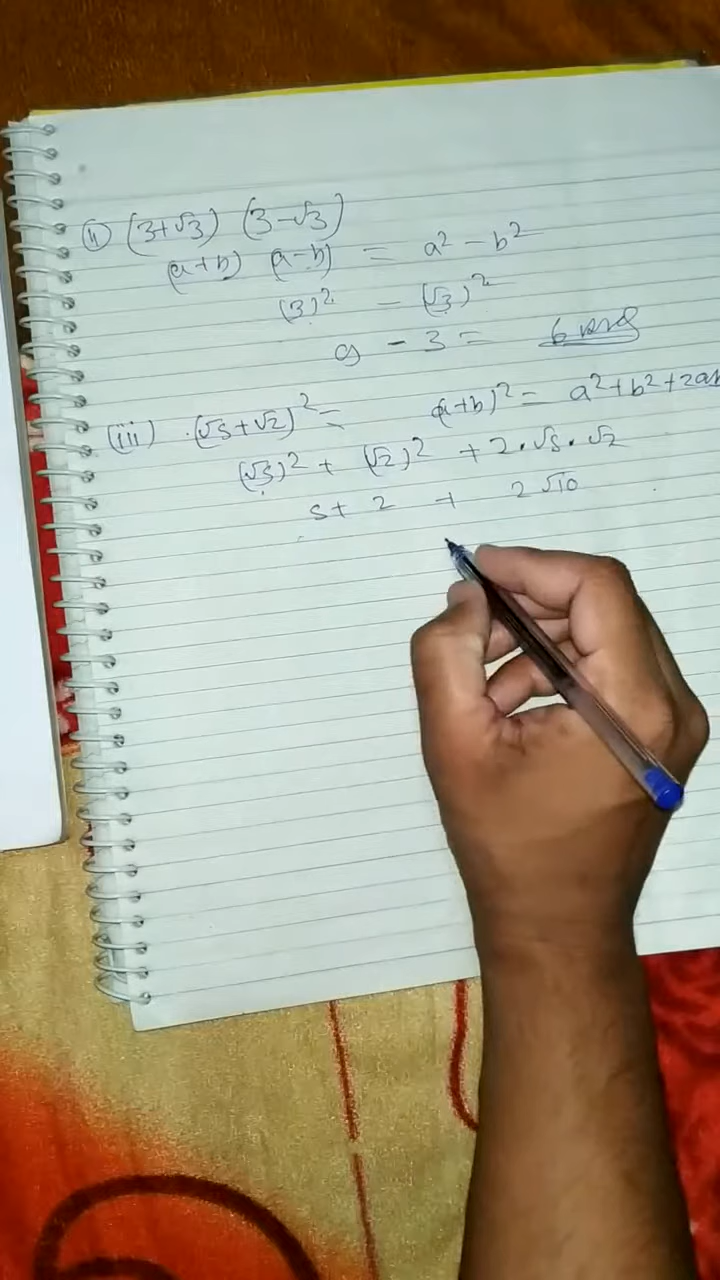 (ii) (3+√3) (3-√3)
(a+b) (a-b) = a² - b²
(3)² - (√3)²
9 - 3 = 6 ans
(iii) (√5+√2)² = (a+b)² = a²+b²+2ab
(√5)² + (√2)² + 2.√5.√2
5+ 2 + 2√10